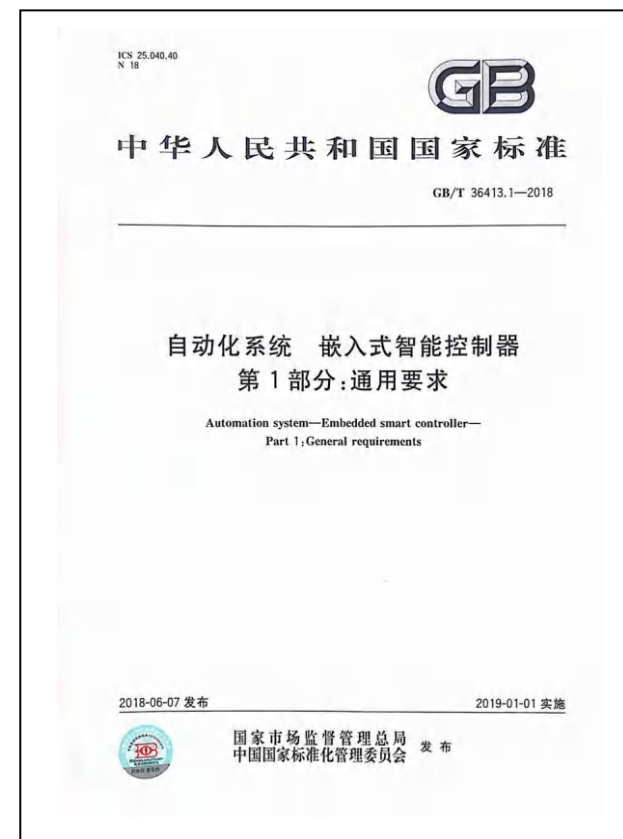 ICS 25.040.40
N 18
GB
中华人民共和国国家标准
GB/T 36413.1—2018
自动化系统　嵌入式智能控制器
第 1 部分:通用要求
Automation system—Embedded smart controller—
Part 1:General requirements
2018-06-07 发布
2019-01-01 实施
国家市场监督管理总局
中国国家标准化管理委员会 发布